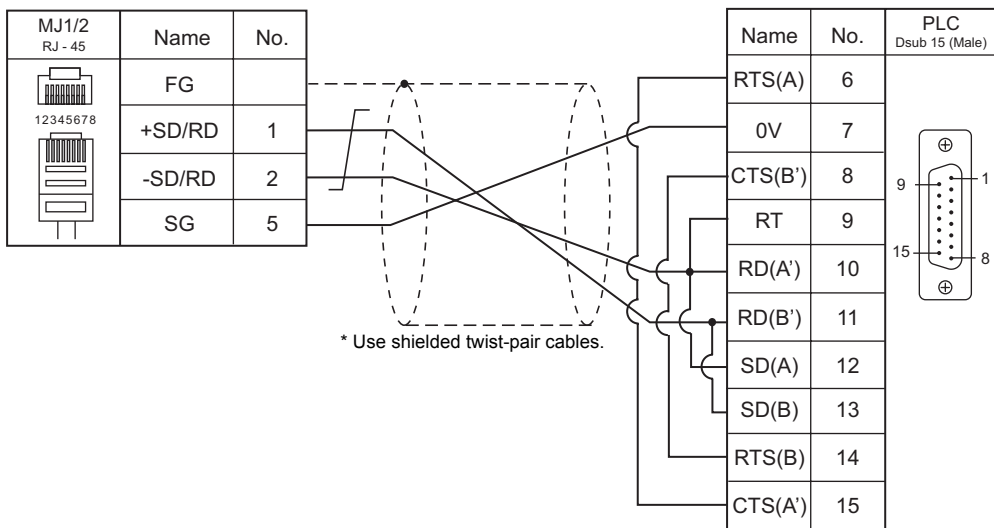 MJ1/2
RJ - 45
Name No.
FG
12345678
+SD/RD 1
-SD/RD 2
SG 5
* Use shielded twist-pair cables.
Name No. PLC
Dsub 15 (Male)
RTS(A) 6
0V 7
CTS(B') 8
RT 9
RD(A') 10
RD(B') 11
SD(A) 12
SD(B) 13
RTS(B) 14
CTS(A') 15
9 1
15 8